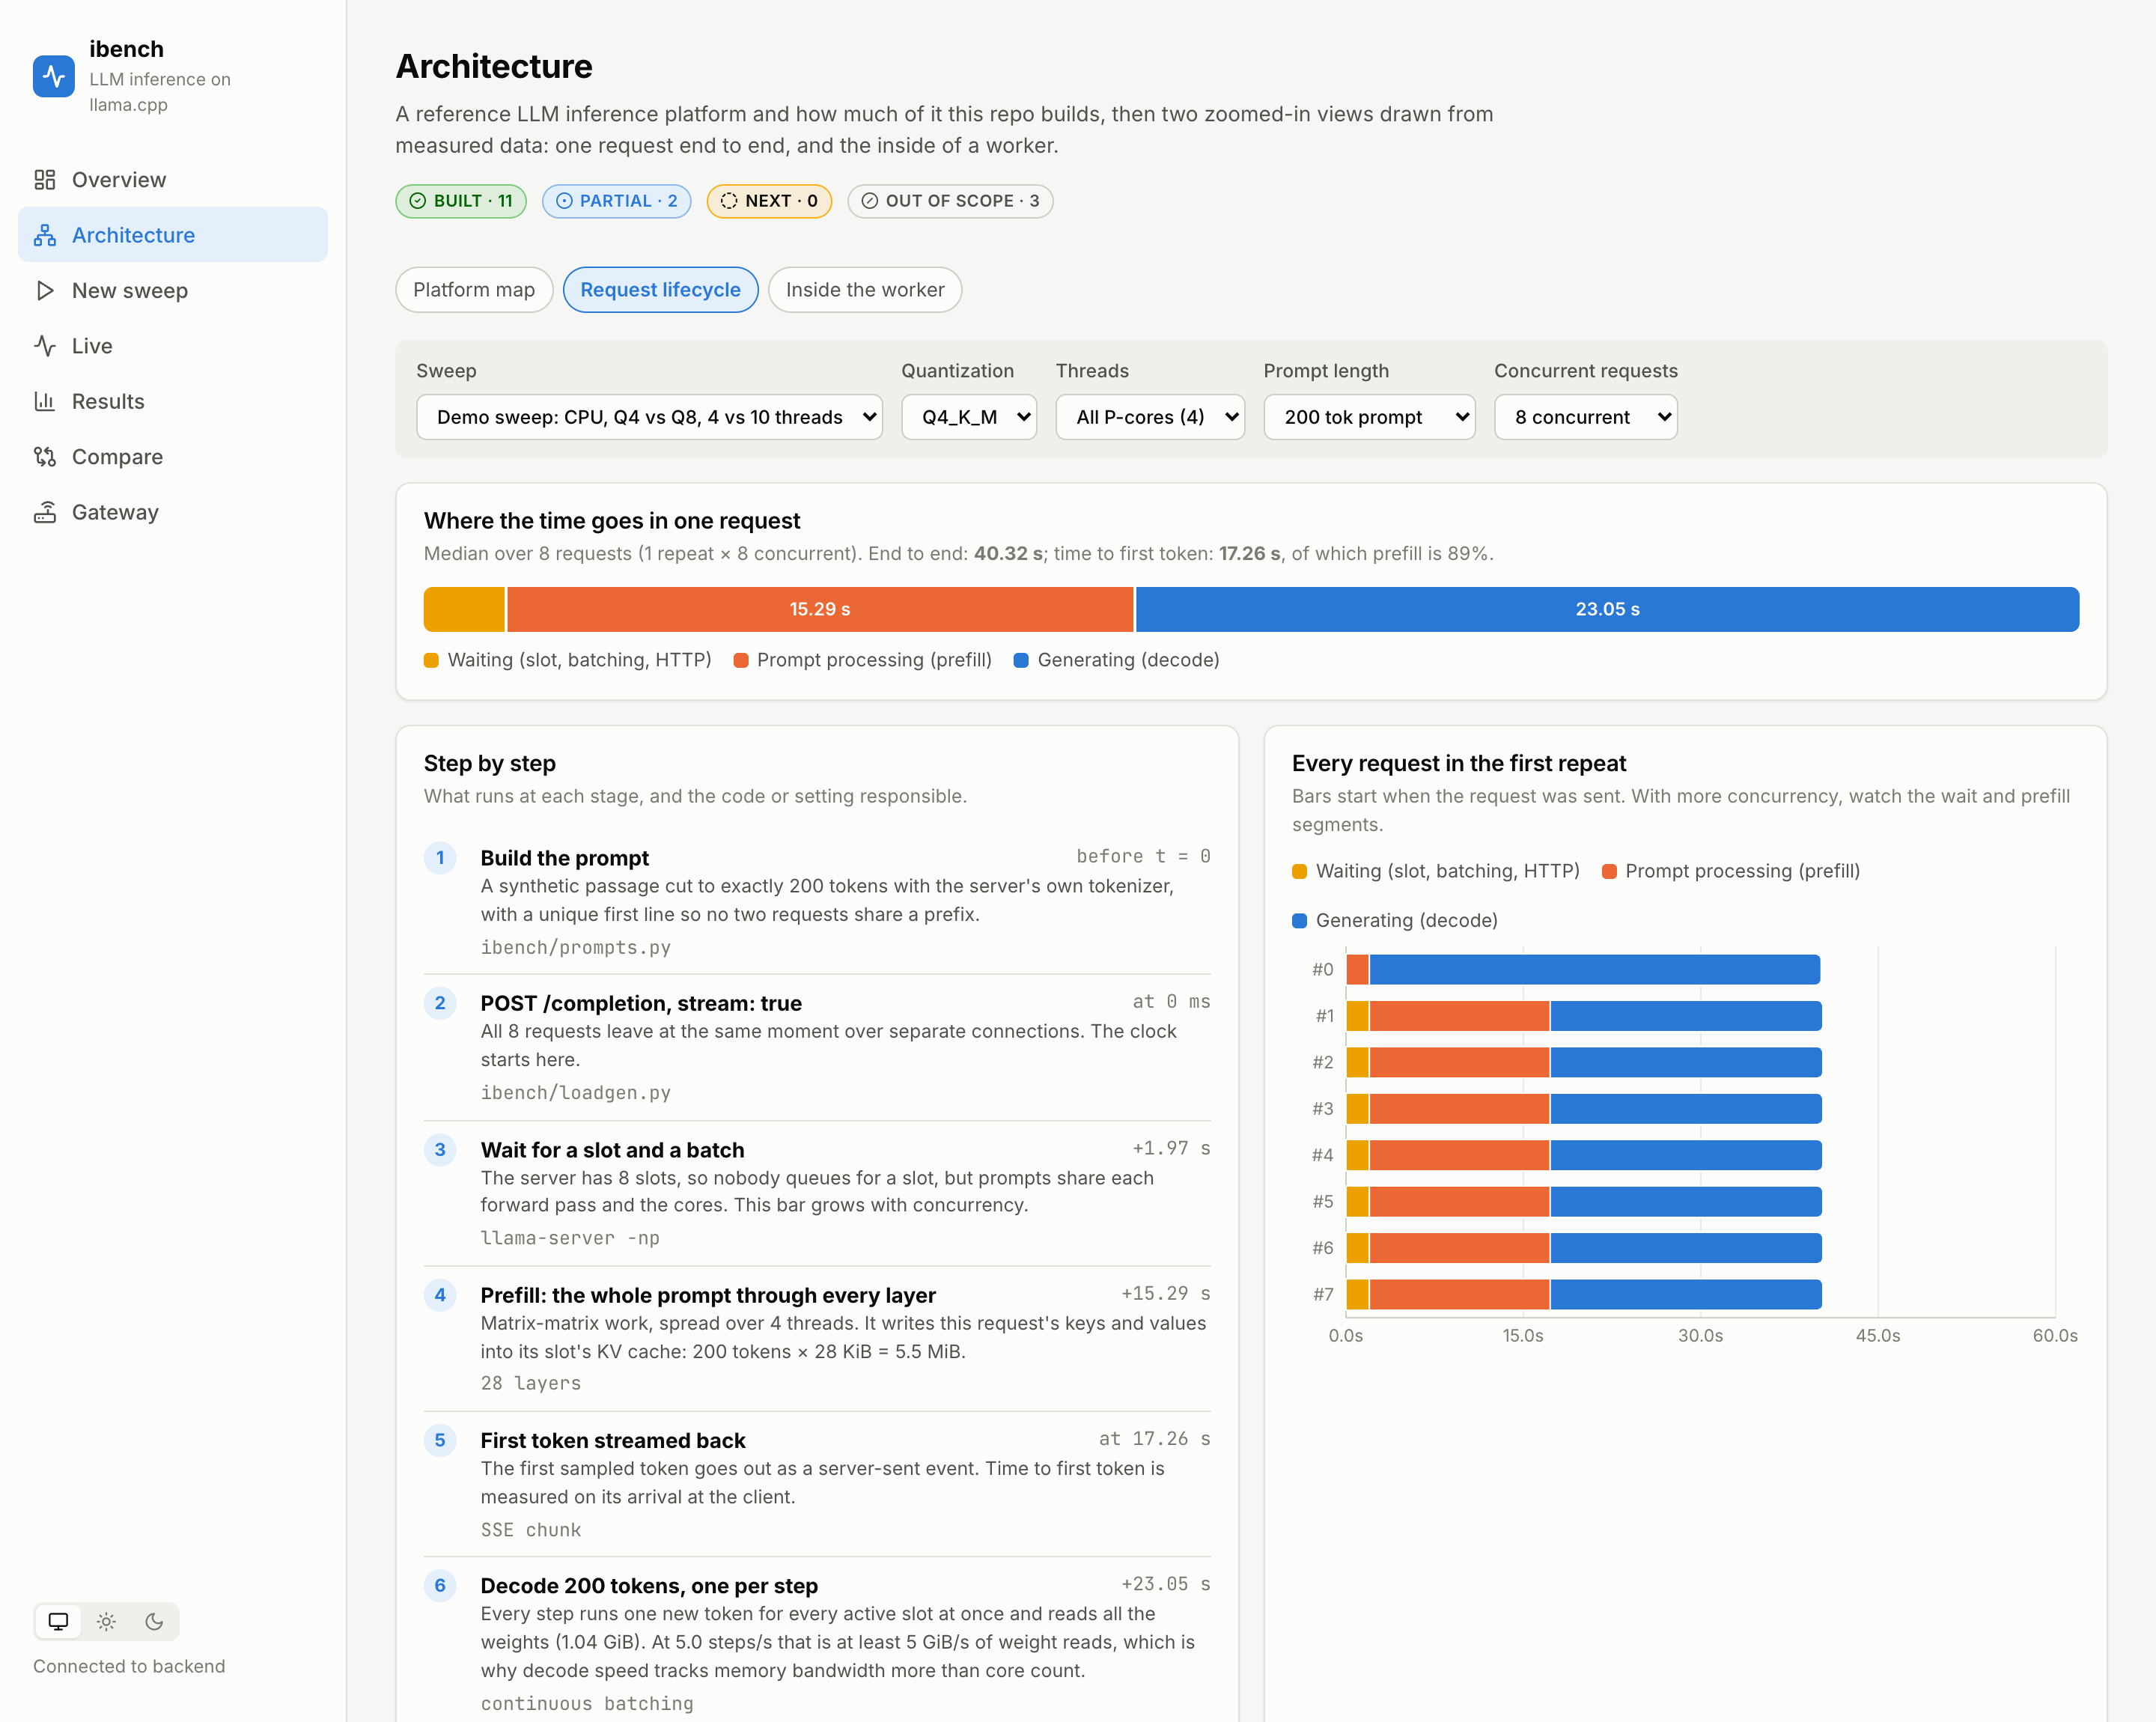 ibench
LLM inference on
llama.cpp
Overview
Architecture
New sweep
Live
Results
Compare
Gateway
Connected to backend
Architecture
A reference LLM inference platform and how much of it this repo builds, then two zoomed-in views drawn from
measured data: one request end to end, and the inside of a worker.
BUILT · 11
PARTIAL · 2
NEXT · 0
OUT OF SCOPE · 3
Platform map
Request lifecycle
Inside the worker
Sweep
Quantization
Threads
Prompt length
Concurrent requests
Demo sweep: CPU, Q4 vs Q8, 4 vs 10 threads
Q4_K_M
All P-cores (4)
200 tok prompt
8 concurrent
Where the time goes in one request
Median over 8 requests (1 repeat × 8 concurrent). End to end: 40.32 s; time to first token: 17.26 s, of which prefill is 89%.
15.29 s
23.05 s
Waiting (slot, batching, HTTP)
Prompt processing (prefill)
Generating (decode)
Step by step
What runs at each stage, and the code or setting responsible.
1
Build the prompt
before t = 0
A synthetic passage cut to exactly 200 tokens with the server's own tokenizer,
with a unique first line so no two requests share a prefix.
ibench/prompts.py
2
POST /completion, stream: true
at 0 ms
All 8 requests leave at the same moment over separate connections. The clock
starts here.
ibench/loadgen.py
3
Wait for a slot and a batch
+1.97 s
The server has 8 slots, so nobody queues for a slot, but prompts share each
forward pass and the cores. This bar grows with concurrency.
llama-server -np
4
Prefill: the whole prompt through every layer
+15.29 s
Matrix-matrix work, spread over 4 threads. It writes this request's keys and values
into its slot's KV cache: 200 tokens × 28 KiB = 5.5 MiB.
28 layers
5
First token streamed back
at 17.26 s
The first sampled token goes out as a server-sent event. Time to first token is
measured on its arrival at the client.
SSE chunk
6
Decode 200 tokens, one per step
+23.05 s
Every step runs one new token for every active slot at once and reads all the
weights (1.04 GiB). At 5.0 steps/s that is at least 5 GiB/s of weight reads, which is
why decode speed tracks memory bandwidth more than core count.
continuous batching
Every request in the first repeat
Bars start when the request was sent. With more concurrency, watch the wait and prefill
segments.
Waiting (slot, batching, HTTP)
Prompt processing (prefill)
Generating (decode)
#0
#1
#2
#3
#4
#5
#6
#7
0.0s
15.0s
30.0s
45.0s
60.0s